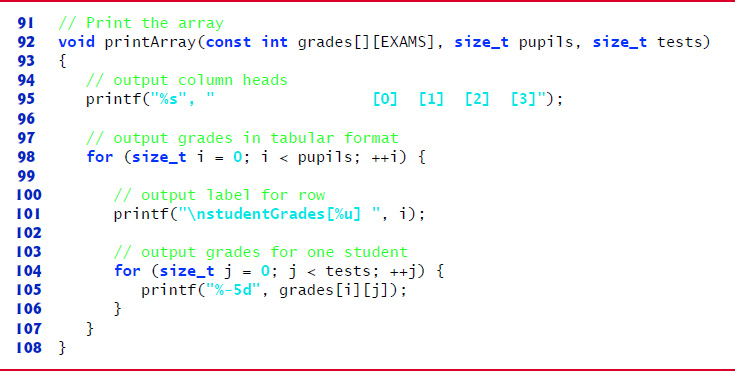 91 // Print the array
92 void printArray(const int grades[][EXAMS], size_t pupils, size_t tests)
93 {
94    // output column heads
95    printf("%s", "                 [0]  [1]  [2]  [3]");
96
97    // output grades in tabular format
98    for (size_t i = 0; i < pupils; ++i) {
99
100       // output label for row
101       printf("\nstudentGrades[%u] ", i);
102
103       // output grades for one student
104       for (size_t j = 0; j < tests; ++j) {
105          printf("%-5d", grades[i][j]);
106       }
107    }
108 }